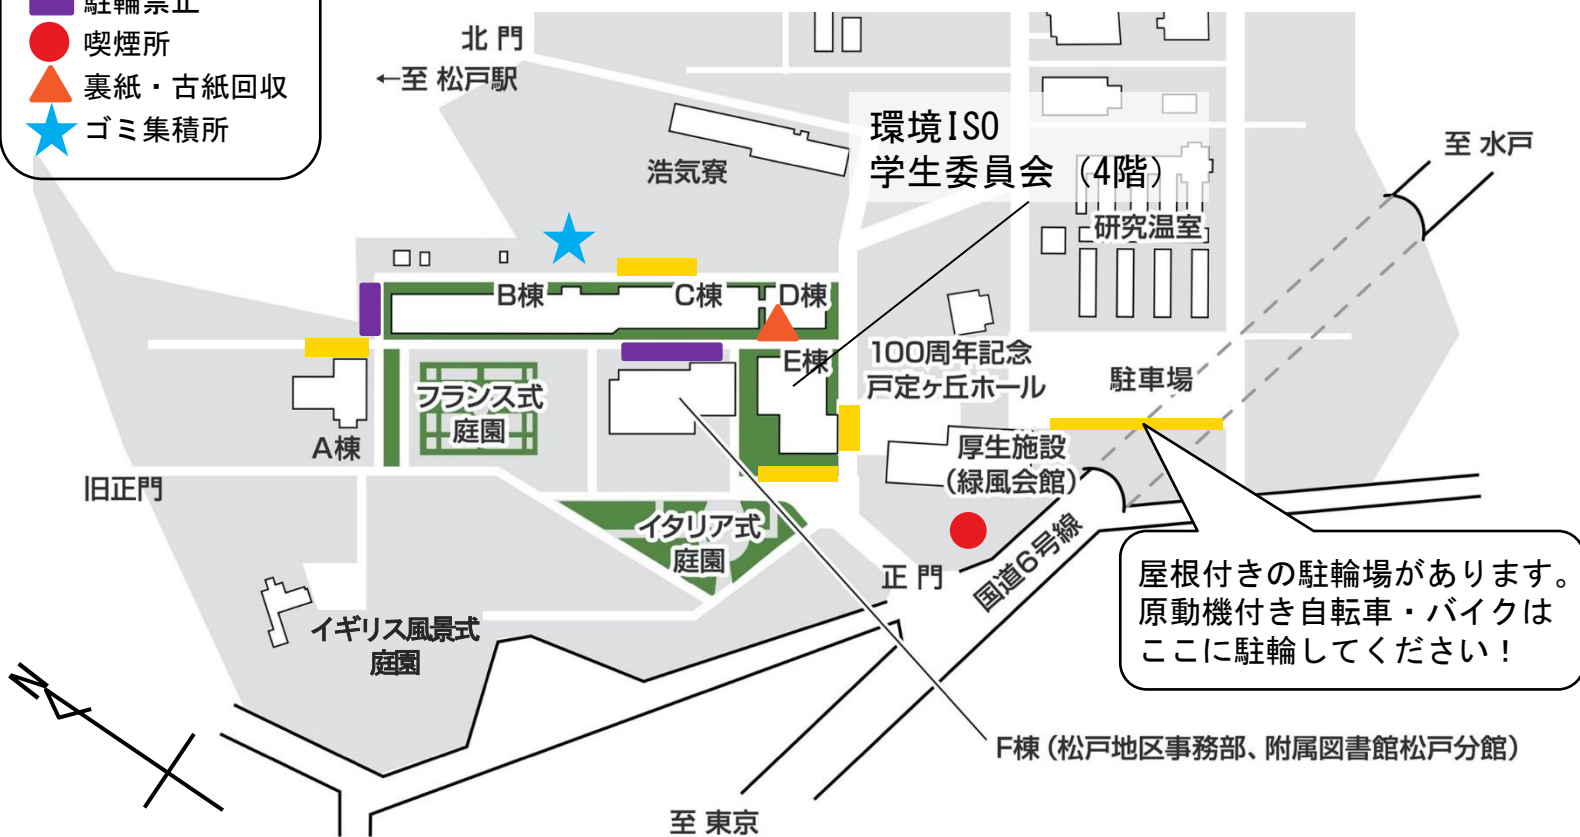 駐輪禁止
喫煙所
裏紙・古紙回収
ゴミ集積所
北門
←至 松戸駅
浩気寮
環境ISO
学生委員会（4階）
至 水戸
研究温室
B棟
C棟
D棟
E棟
100周年記念
戸定ヶ丘ホール
駐車場
フランス式
庭園
A棟
厚生施設
（緑風会館）
旧正門
イタリア式
庭園
正門
国道6号線
屋根付きの駐輪場があります。
原動機付き自転車・バイクは
ここに駐輪してください！
イギリス風景式
庭園
N
F棟（松戸地区事務部、附属図書館松戸分館）
至 東京